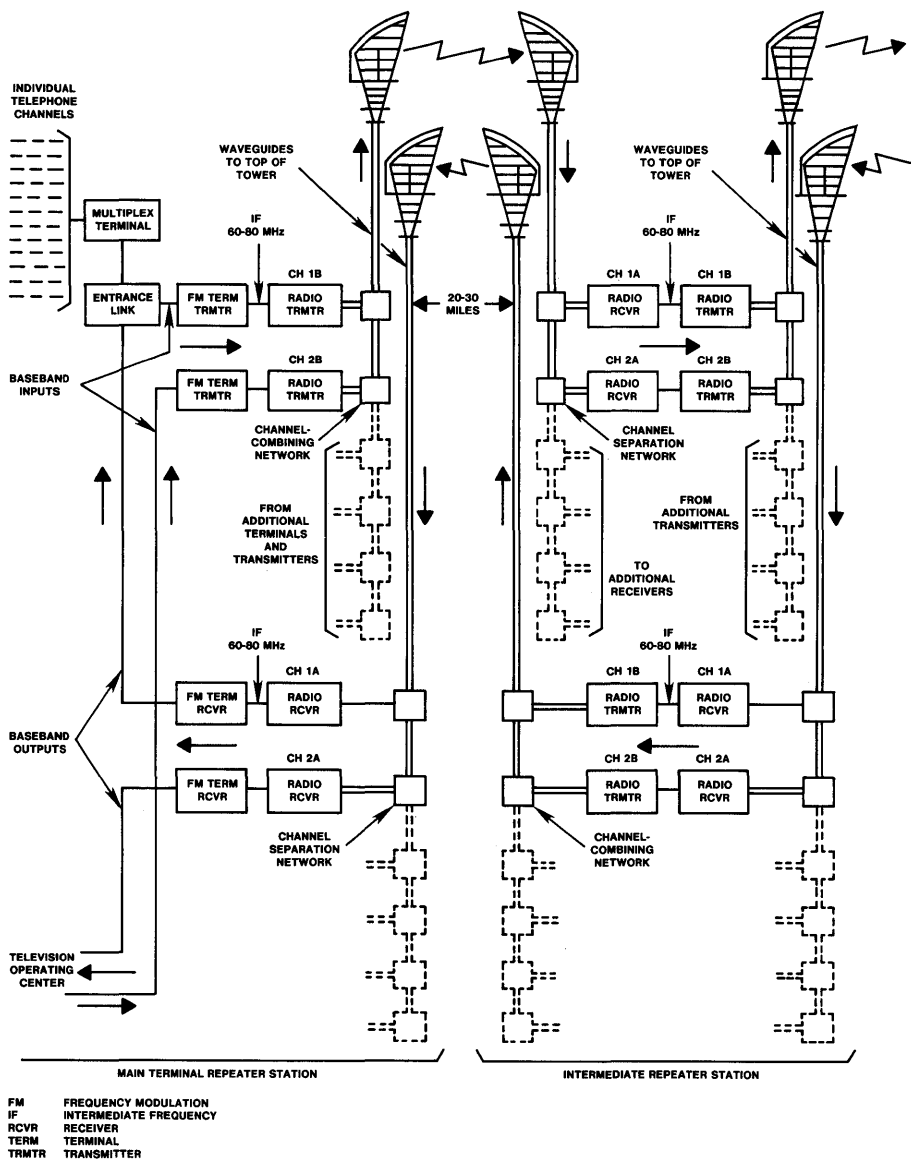 INDIVIDUAL
TELEPHONE
CHANNELS
MULTIPLEX
TERMINAL
ENTRANCE
LINK
BASEBAND
INPUTS
WAVEGUIDES
TO TOP OF
TOWER
IF
60-80 MHz
FM TERM
TRMTR
CH 1B
RADIO
TRMTR
FM TERM
TRMTR
CH 2B
RADIO
TRMTR
CHANNEL-
COMBINING
NETWORK
FROM
ADDITIONAL
TERMINALS
AND
TRANSMITTERS
20-30
MILES
WAVEGUIDES
TO TOP OF
TOWER
IF
60-80 MHz
CH 1A
RADIO
RCVR
CH 1B
RADIO
TRMTR
CH 2A
RADIO
RCVR
CH 2B
RADIO
TRMTR
CHANNEL
SEPARATION
NETWORK
FROM
ADDITIONAL
TRANSMITTERS
TO
ADDITIONAL
RECEIVERS
BASEBAND
OUTPUTS
IF
60-80 MHz
FM TERM
RCVR
CH 1A
RADIO
RCVR
FM TERM
RCVR
CH 2A
RADIO
RCVR
CHANNEL
SEPARATION
NETWORK
TELEVISION
OPERATING
CENTER
IF
60-80 MHz
CH 1B
RADIO
TRMTR
CH 1A
RADIO
RCVR
CH 2B
RADIO
TRMTR
CH 2A
RADIO
RCVR
CHANNEL-
COMBINING
NETWORK
MAIN TERMINAL REPEATER STATION
INTERMEDIATE REPEATER STATION
FM FREQUENCY MODULATION
IF INTERMEDIATE FREQUENCY
RCVR RECEIVER
TERM TERMINAL
TRMTR TRANSMITTER